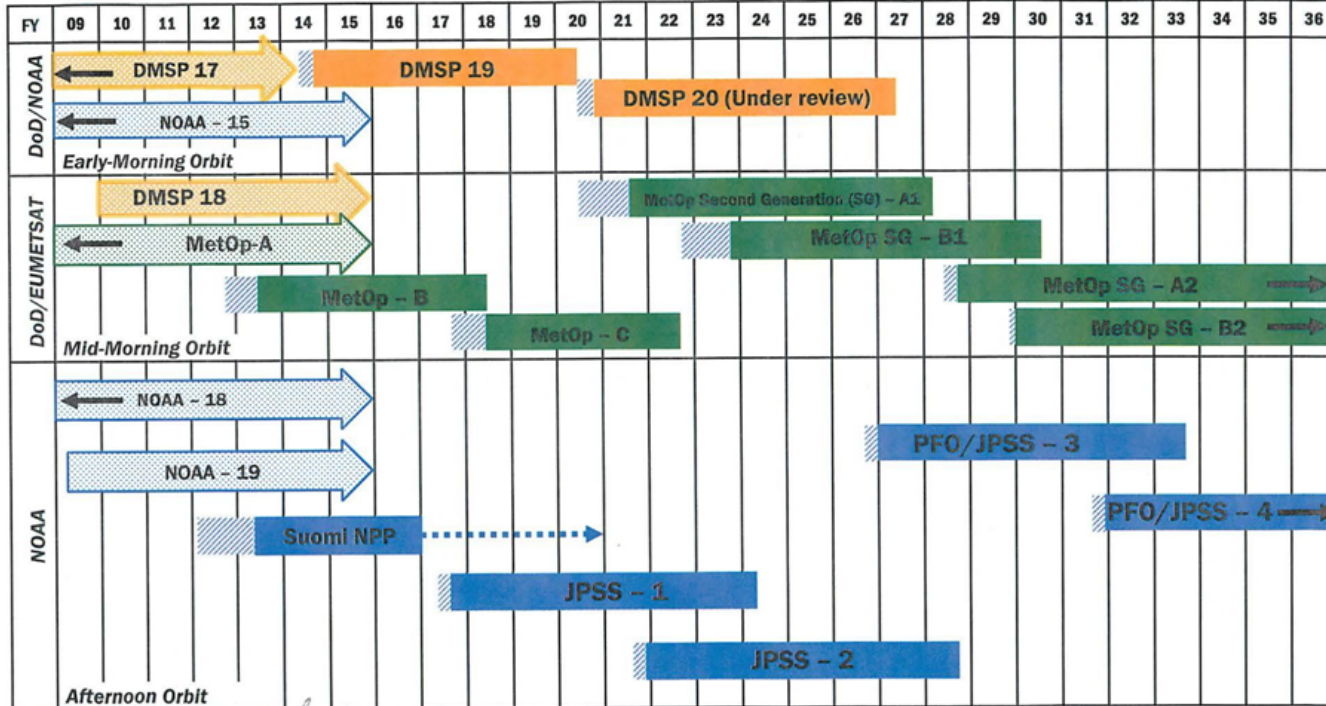 FY 09 10 11 12 13 14 15 16 17 18 19 20 21 22 23 24 25 26 27 28 29 30 31 32 33 34 35 36
DoD/NOAA
DMSP 17
DMSP 19
DMSP 20 (Under review)
NOAA – 15
Early-Morning Orbit
DoD/EUMETSAT
DMSP 18
MetOp Second Generation (SG) – A1
MetOp-A
MetOp SG – B1
MetOp – B
MetOp SG – A2
MetOp – C
MetOp SG – B2
Mid-Morning Orbit
NOAA
NOAA – 18
PFO/JPSS – 3
NOAA – 19
PFO/JPSS – 4
Suomi NPP
JPSS – 1
JPSS – 2
Afternoon Orbit